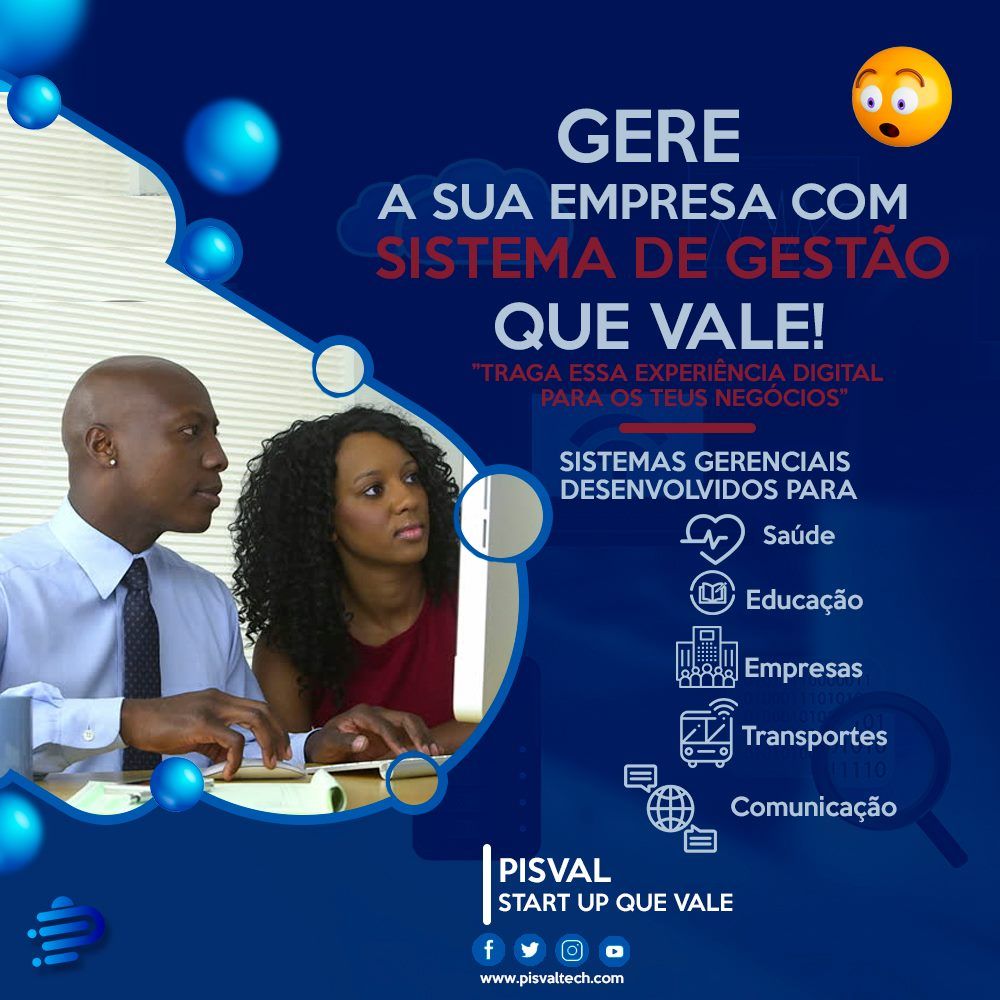 GERE
A SUA EMPRESA COM
SISTEMA DE GESTÃO
QUE VALE!
"TRAGA ESSA EXPERIÊNCIA DIGITAL
PARA OS TEUS NEGÓCIOS"
SISTEMAS GERENCIAIS
DESENVOLVIDOS PARA
Saúde
Educação
Empresas
Transportes
Comunicação
PISVAL
START UP QUE VALE
www.pisvaltech.com